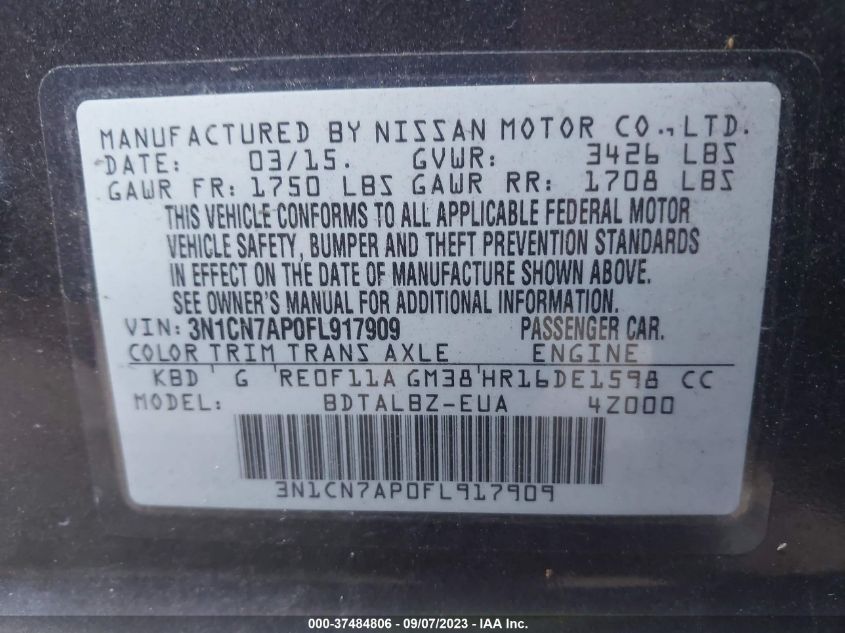 MANUFACTURED BY NISSAN MOTOR CO., LTD.
DATE: 03/15. GVWR: 3426 LBS
GAWR FR: 1750 LBS GAWR RR: 1708 LBS
THIS VEHICLE CONFORMS TO ALL APPLICABLE FEDERAL MOTOR
VEHICLE SAFETY, BUMPER AND THEFT PREVENTION STANDARDS
IN EFFECT ON THE DATE OF MANUFACTURE SHOWN ABOVE.
SEE OWNER'S MANUAL FOR ADDITIONAL INFORMATION.
VIN: 3N1CN7AP0FL917909 PASSENGER CAR.
COLOR TRIM TRANS AXLE ENGINE
KBD G RE0F11A GM38 HR16DE1598 CC
MODEL: BDTALBZ-EUA 4Z000
3N1CN7AP0FL917909
000-37484806 - 09/07/2023 - IAAI.com